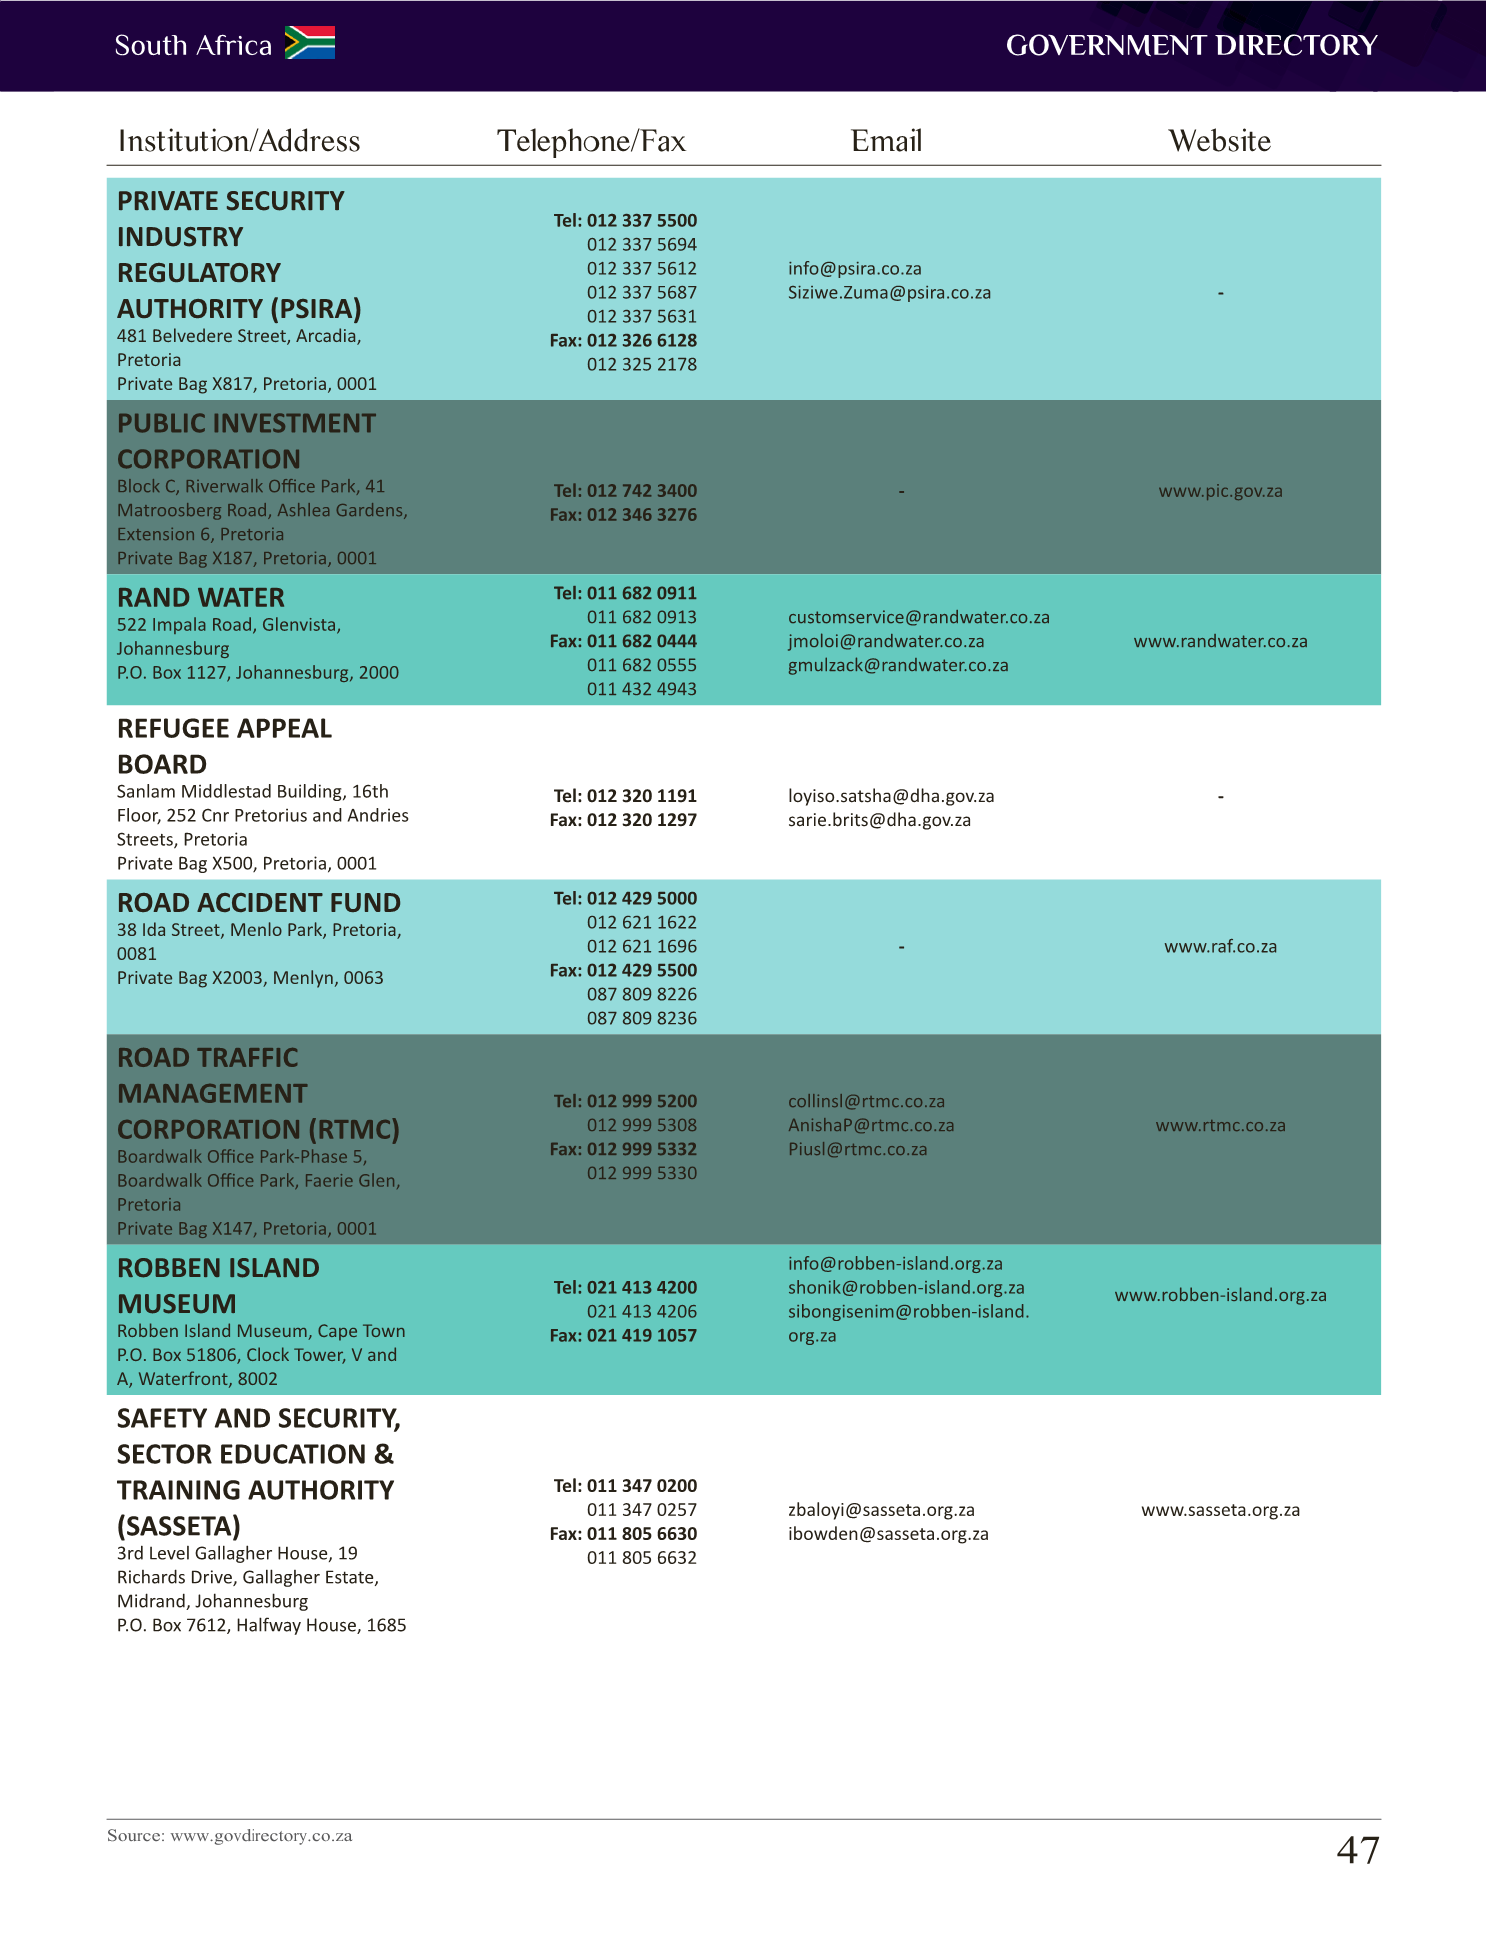 South Africa
GOVERNMENT DIRECTORY
Institution/Address
Telephone/Fax
Email
Website
PRIVATE SECURITY
INDUSTRY
REGULATORY
AUTHORITY (PSIRA)
481 Belvedere Street, Arcadia,
Pretoria
Private Bag X817, Pretoria, 0001
Tel: 012 337 5500
012 337 5694
012 337 5612
012 337 5687
012 337 5631
Fax: 012 326 6128
012 325 2178
info@psira.co.za
Siziwe.Zuma@psira.co.za
-
PUBLIC INVESTMENT
CORPORATION
Block C, Riverwalk Office Park, 41
Matroosberg Road, Ashlea Gardens,
Extension 6, Pretoria
Private Bag X187, Pretoria, 0001
Tel: 012 742 3400
Fax: 012 346 3276
-
www.pic.gov.za
RAND WATER
522 Impala Road, Glenvista,
Johannesburg
P.O. Box 1127, Johannesburg, 2000
Tel: 011 682 0911
011 682 0913
Fax: 011 682 0444
011 682 0555
011 432 4943
customservice@randwater.co.za
jmoloi@randwater.co.za
gmulzack@randwater.co.za
www.randwater.co.za
REFUGEE APPEAL
BOARD
Sanlam Middlestad Building, 16th
Floor, 252 Cnr Pretorius and Andries
Streets, Pretoria
Private Bag X500, Pretoria, 0001
Tel: 012 320 1191
Fax: 012 320 1297
loyiso.satsha@dha.gov.za
sarie.brits@dha.gov.za
-
ROAD ACCIDENT FUND
38 Ida Street, Menlo Park, Pretoria,
0081
Private Bag X2003, Menlyn, 0063
Tel: 012 429 5000
012 621 1622
012 621 1696
Fax: 012 429 5500
087 809 8226
087 809 8236
-
www.raf.co.za
ROAD TRAFFIC
MANAGEMENT
CORPORATION (RTMC)
Boardwalk Office Park-Phase 5,
Boardwalk Office Park, Faerie Glen,
Pretoria
Private Bag X147, Pretoria, 0001
Tel: 012 999 5200
012 999 5308
Fax: 012 999 5332
012 999 5330
collinsl@rtmc.co.za
AnishaP@rtmc.co.za
Piusl@rtmc.co.za
www.rtmc.co.za
ROBBEN ISLAND
MUSEUM
Robben Island Museum, Cape Town
P.O. Box 51806, Clock Tower, V and
A, Waterfront, 8002
Tel: 021 413 4200
021 413 4206
Fax: 021 419 1057
info@robben-island.org.za
shonik@robben-island.org.za
sibongisenim@robben-island.
org.za
www.robben-island.org.za
SAFETY AND SECURITY,
SECTOR EDUCATION &
TRAINING AUTHORITY
(SASSETA)
3rd Level Gallagher House, 19
Richards Drive, Gallagher Estate,
Midrand, Johannesburg
P.O. Box 7612, Halfway House, 1685
Tel: 011 347 0200
011 347 0257
Fax: 011 805 6630
011 805 6632
zbaloyi@sasseta.org.za
ibowden@sasseta.org.za
www.sasseta.org.za
Source: www.govdirectory.co.za
47